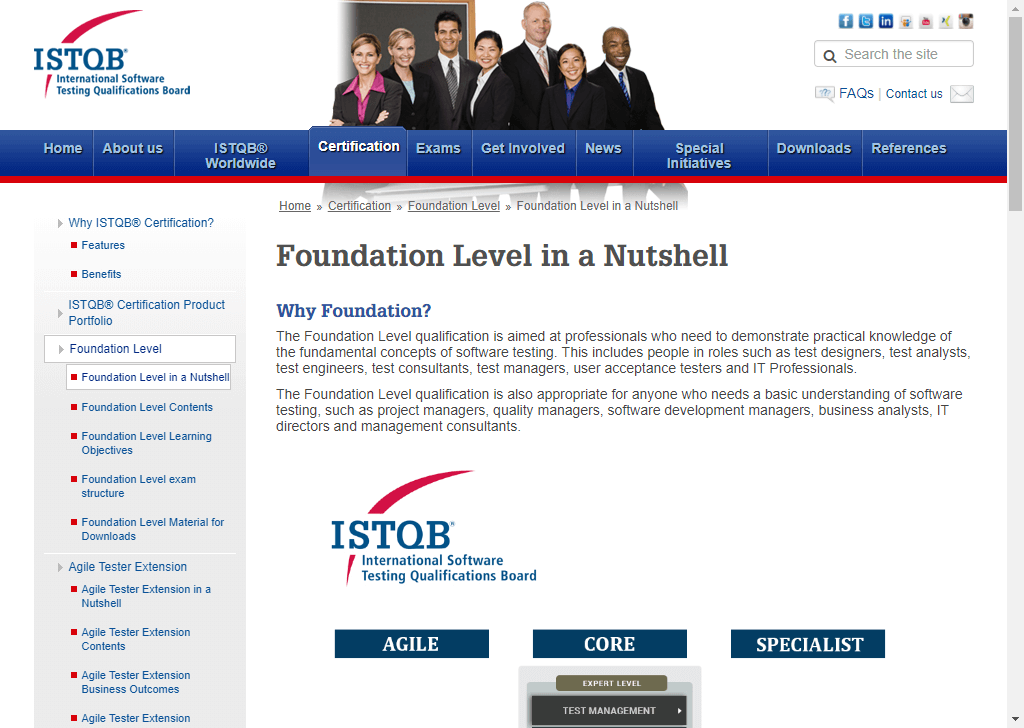 ISTQB®
International Software
Testing Qualifications Board
Search the site
FAQs | Contact us
Home
About us
ISTQB®
Worldwide
Certification
Exams
Get Involved
News
Special
Initiatives
Downloads
References
Home » Certification » Foundation Level » Foundation Level in a Nutshell
Why ISTQB® Certification?
Features
Benefits
ISTQB® Certification Product
Portfolio
Foundation Level
Foundation Level in a Nutshell
Foundation Level Contents
Foundation Level Learning
Objectives
Foundation Level exam
structure
Foundation Level Material for
Downloads
Agile Tester Extension
Agile Tester Extension in a
Nutshell
Agile Tester Extension
Contents
Agile Tester Extension
Business Outcomes
Agile Tester Extension
Foundation Level in a Nutshell
Why Foundation?
The Foundation Level qualification is aimed at professionals who need to demonstrate practical knowledge of
the fundamental concepts of software testing. This includes people in roles such as test designers, test analysts,
test engineers, test consultants, test managers, user acceptance testers and IT Professionals.
The Foundation Level qualification is also appropriate for anyone who needs a basic understanding of software
testing, such as project managers, quality managers, software development managers, business analysts, IT
directors and management consultants.
ISTQB®
International Software
Testing Qualifications Board
AGILE
CORE
SPECIALIST
EXPERT LEVEL
TEST MANAGEMENT